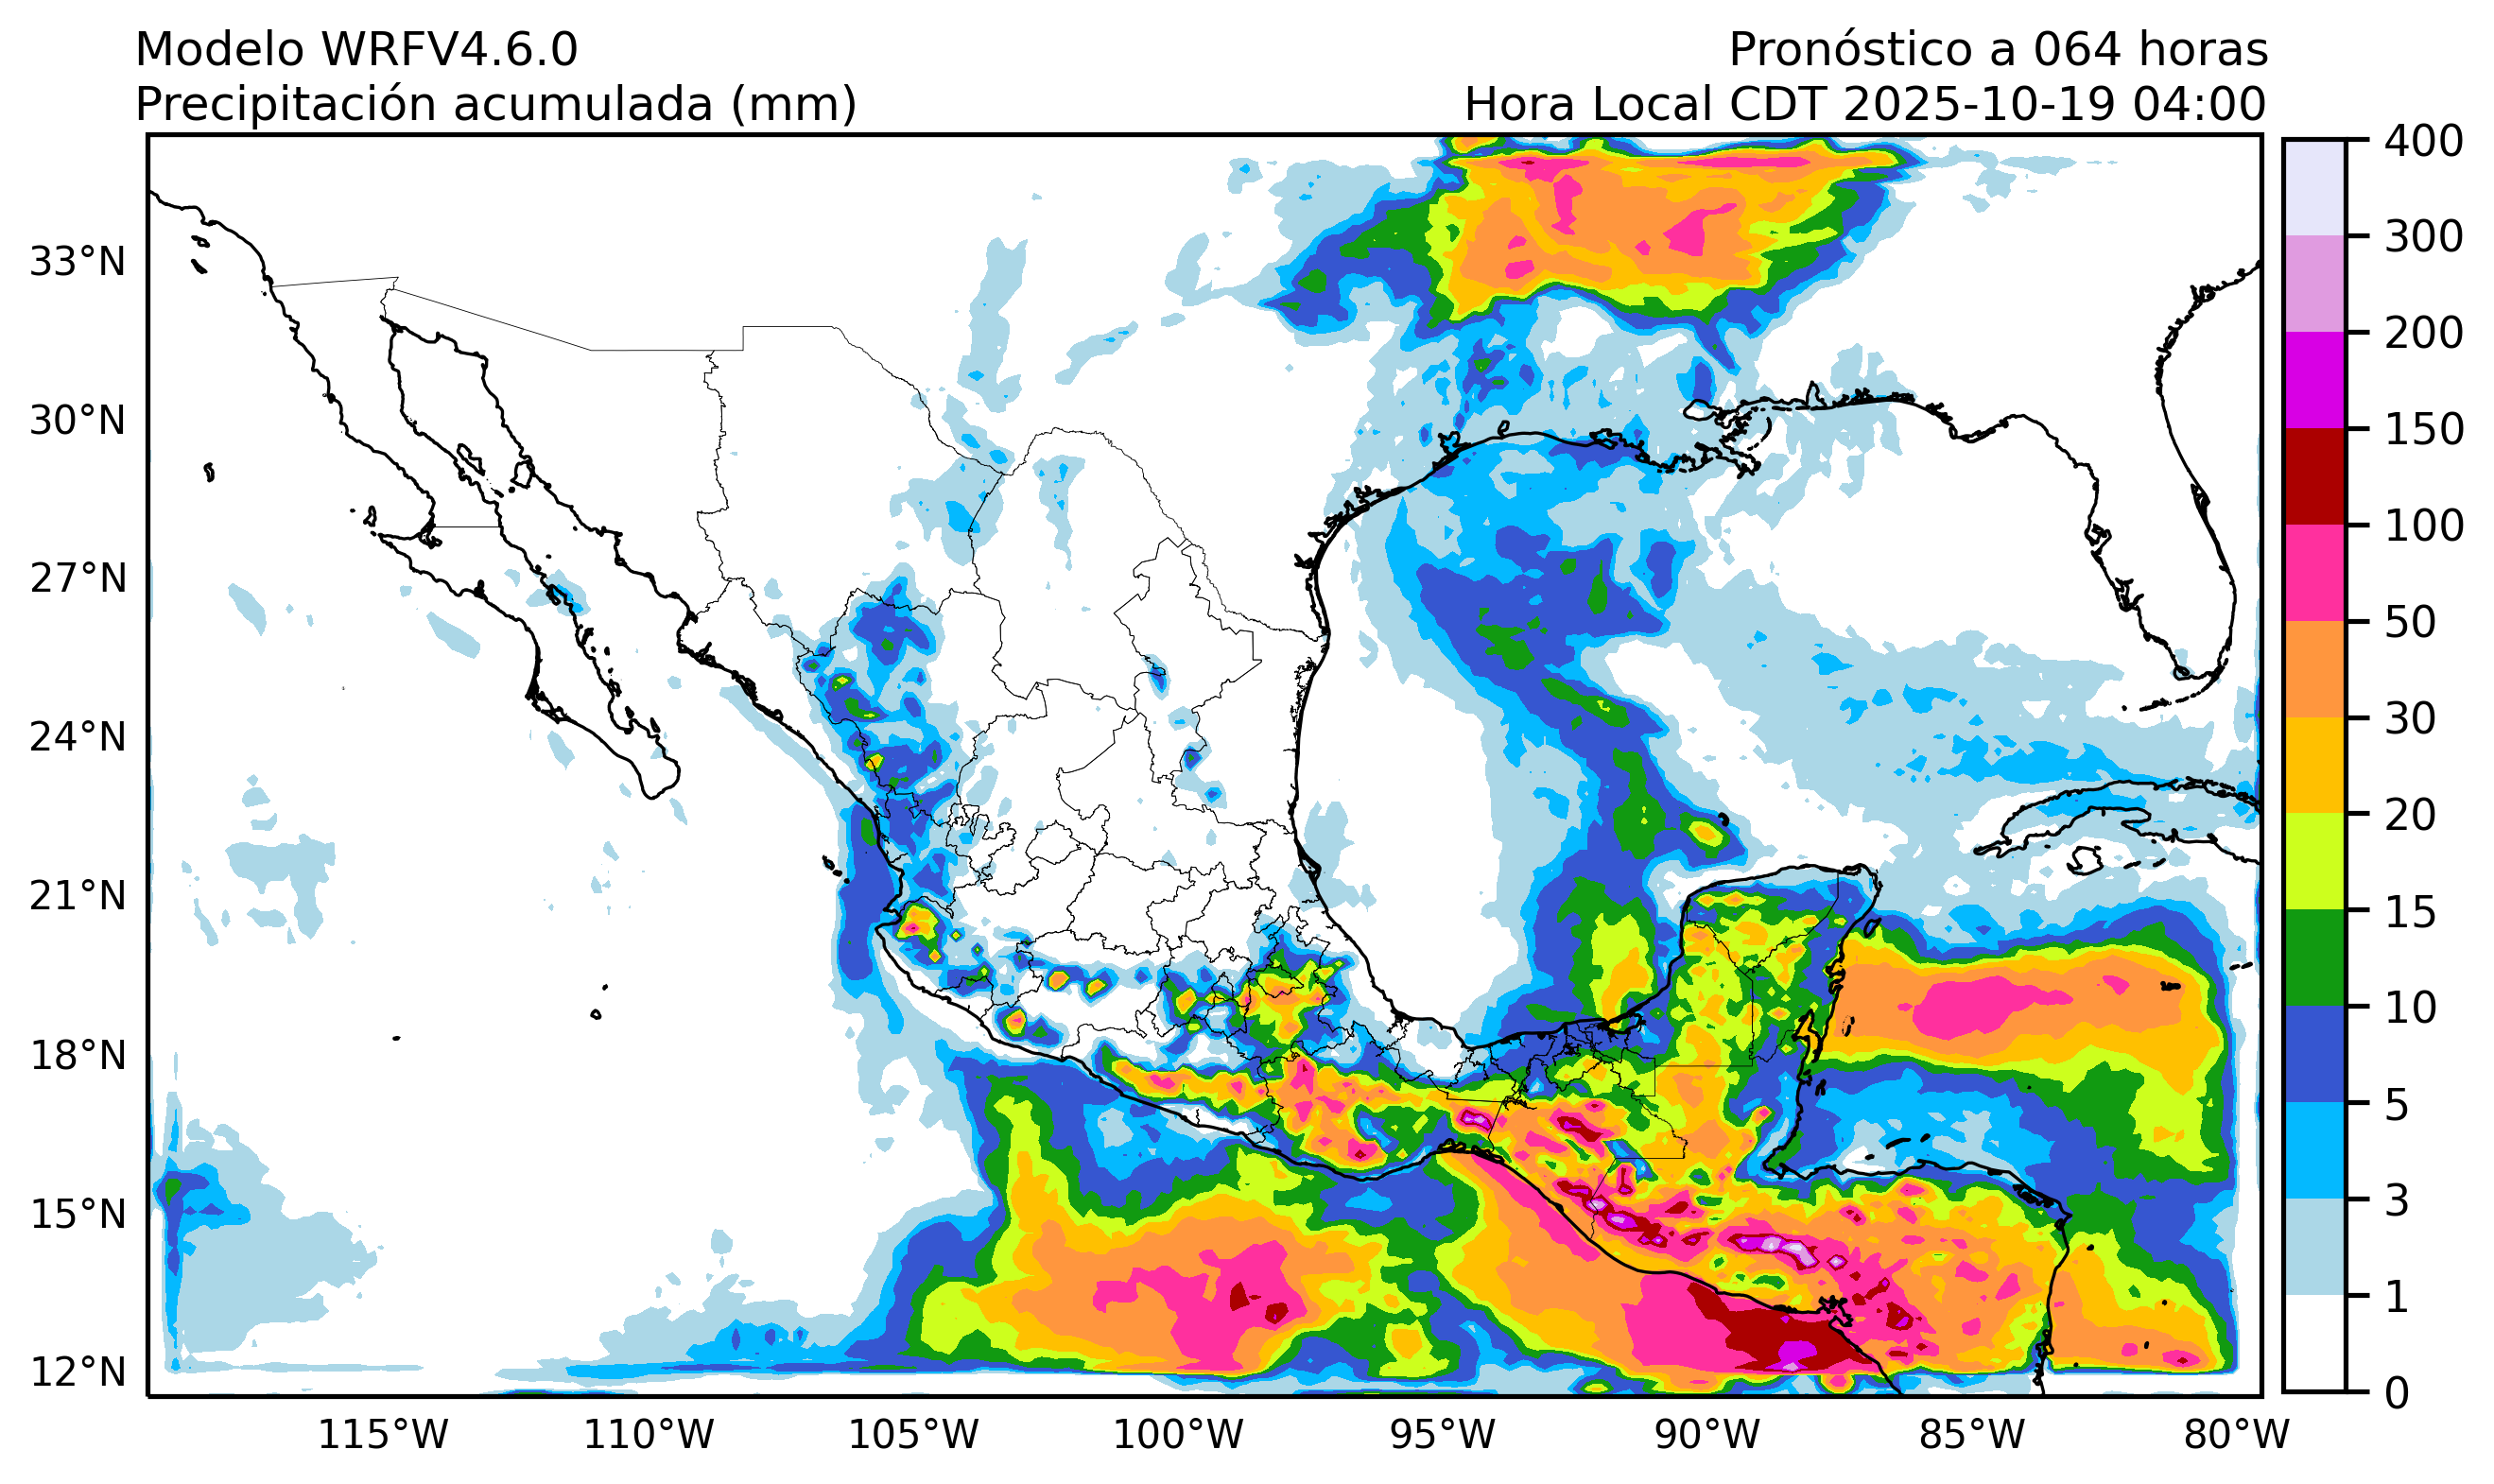 Modelo WRFV4.6.0
Pronóstico a 064 horas
Precipitación acumulada (mm)
Hora Local CDT 2025-10-19 04:00
33°N
30°N
27°N
24°N
21°N
18°N
15°N
12°N
115°W
110°W
105°W
100°W
95°W
90°W
85°W
80°W
400
300
200
150
100
50
30
20
15
10
5
3
1
0